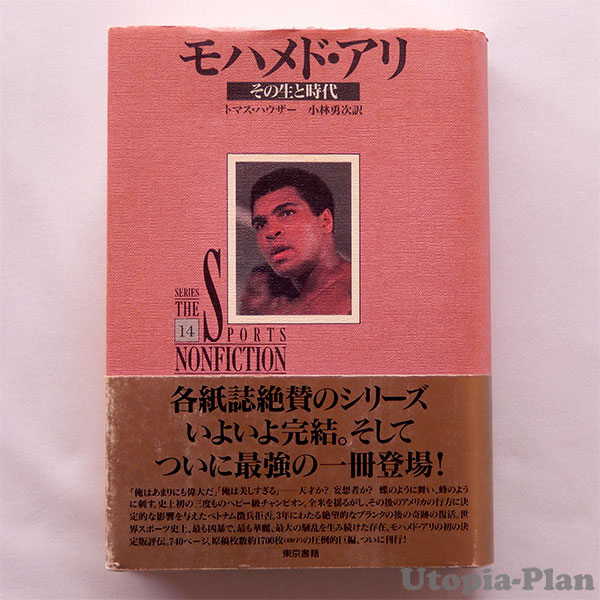 モハメド・アリ
その生と時代
トマス・ハウザー 小林勇次訳
SERIES
THE SPORTS
14
NONFICTION
各紙誌絶賛のシリーズ
いよいよ完結。そして
ついに最強の一冊登場!
「俺はあまりにも偉大だ」「俺は美しすぎる」——天才か? 妄想者か? 蝶のように舞い、蜂のよう
に刺す。史上初の三度ものヘビー級チャンピオン。全米を揺るがし、その後のアメリカの行方に決
定的な影響を与えたベトナム徴兵拒否。3年にわたる絶望的なブランクの後の奇跡の復活。世
界スポーツ史上、最も凶暴で、最も華麗、最大の騒乱を生み続けた存在、モハメド・アリの初の決
定版評伝。740ページ、原稿枚数約1700枚の圧倒的巨編、ついに刊行!
東京書籍
Utopia-Plan